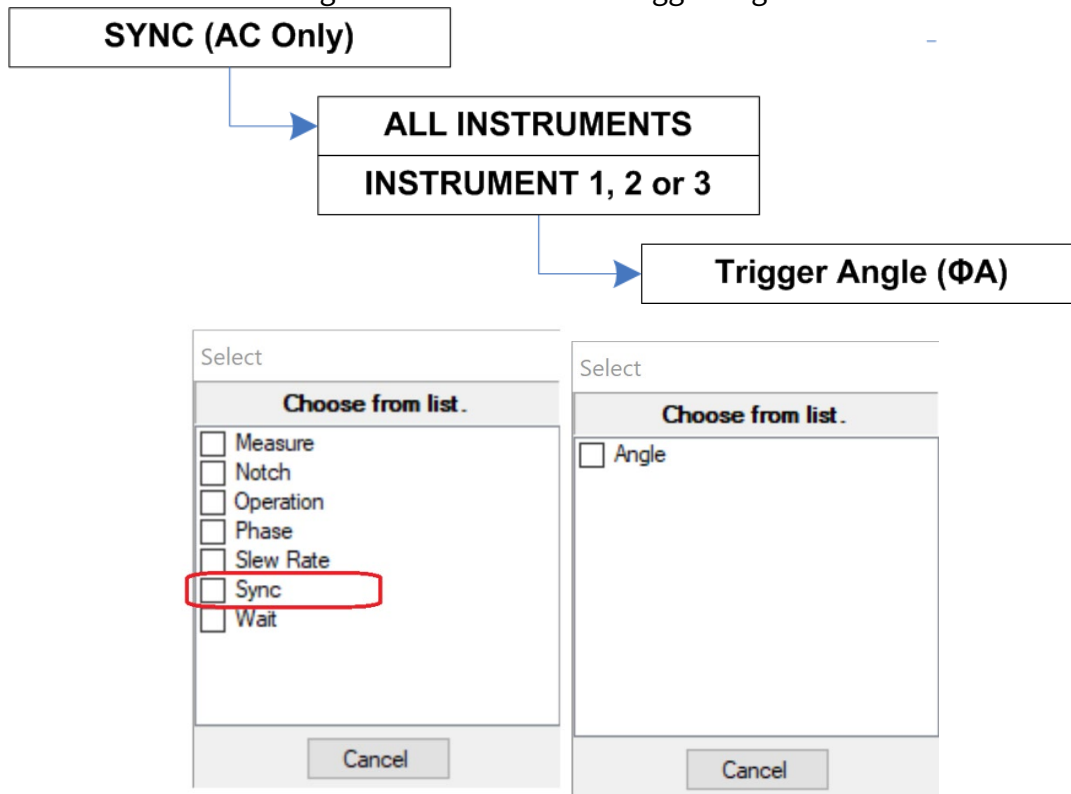 SYNC (AC Only)
ALL INSTRUMENTS
INSTRUMENT 1, 2 or 3
Trigger Angle (ΦA)
Select
Choose from list.
Measure
Notch
Operation
Phase
Slew Rate
Sync
Wait
Cancel
Select
Choose from list.
Angle
Cancel